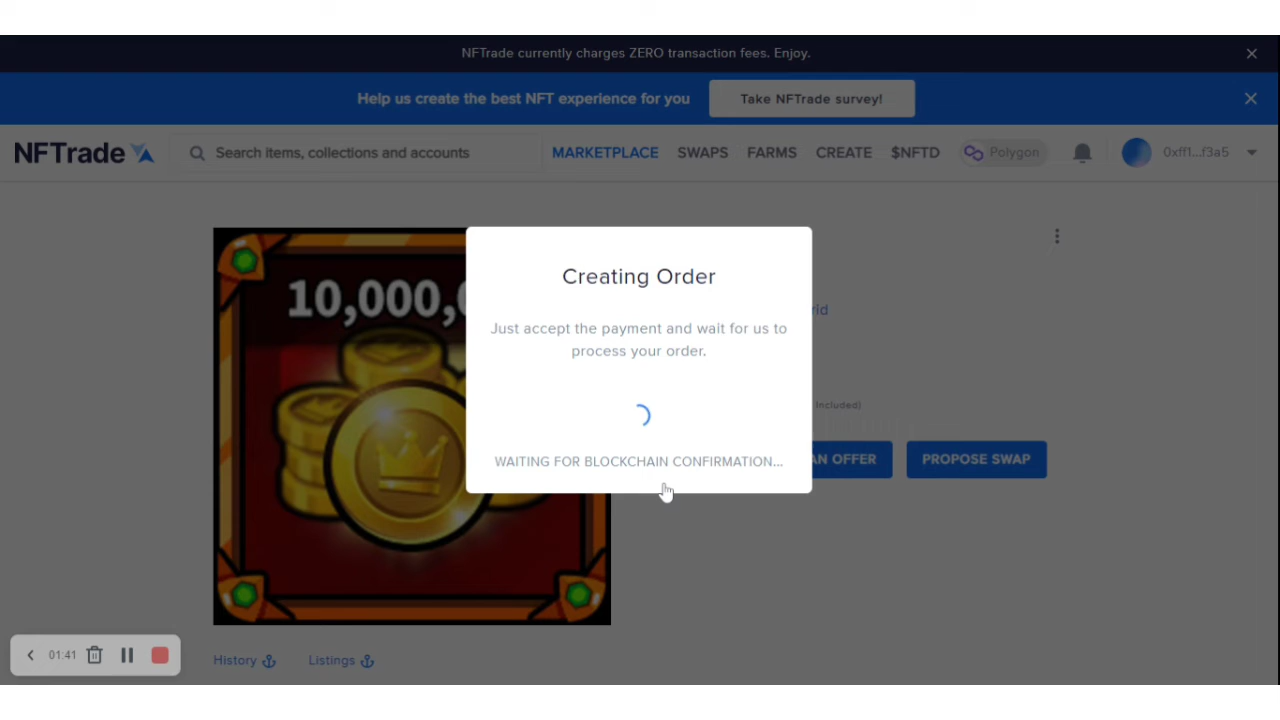 NFTrade currently charges ZERO transaction fees. Enjoy.
Help us create the best NFT experience for you
Take NFTrade survey!
NFTrade
Search items, collections and accounts
MARKETPLACE
SWAPS
FARMS
CREATE
$NFTD
Polygon
0xff1...f3a5
10,000,
Creating Order
Just accept the payment and wait for us to
process your order.
WAITING FOR BLOCKCHAIN CONFIRMATION...
Included)
AN OFFER
PROPOSE SWAP
01:41
History
Listings